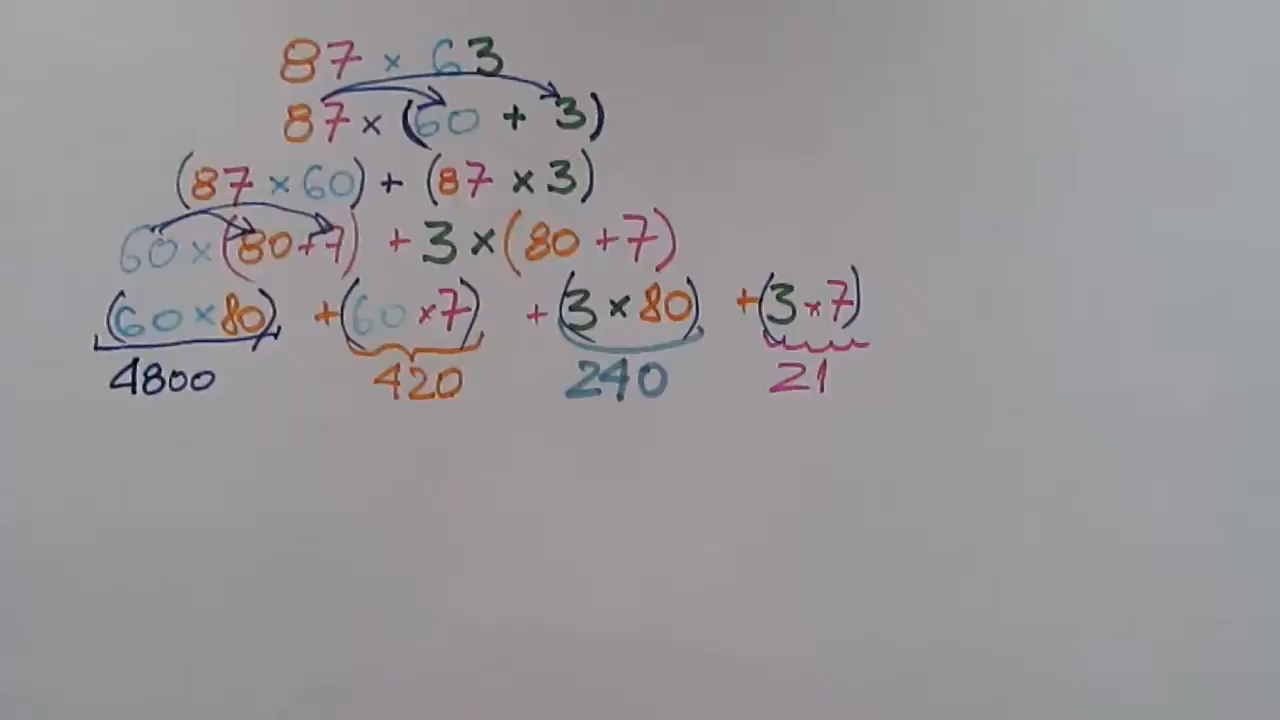 87 × 63
87 × (60 + 3)
(87 × 60) + (87 × 3)
60 × (80+7) + 3 × (80 + 7)
(60 × 80) + (60 × 7) + (3 × 80) + (3 × 7)
4800 420 240 21